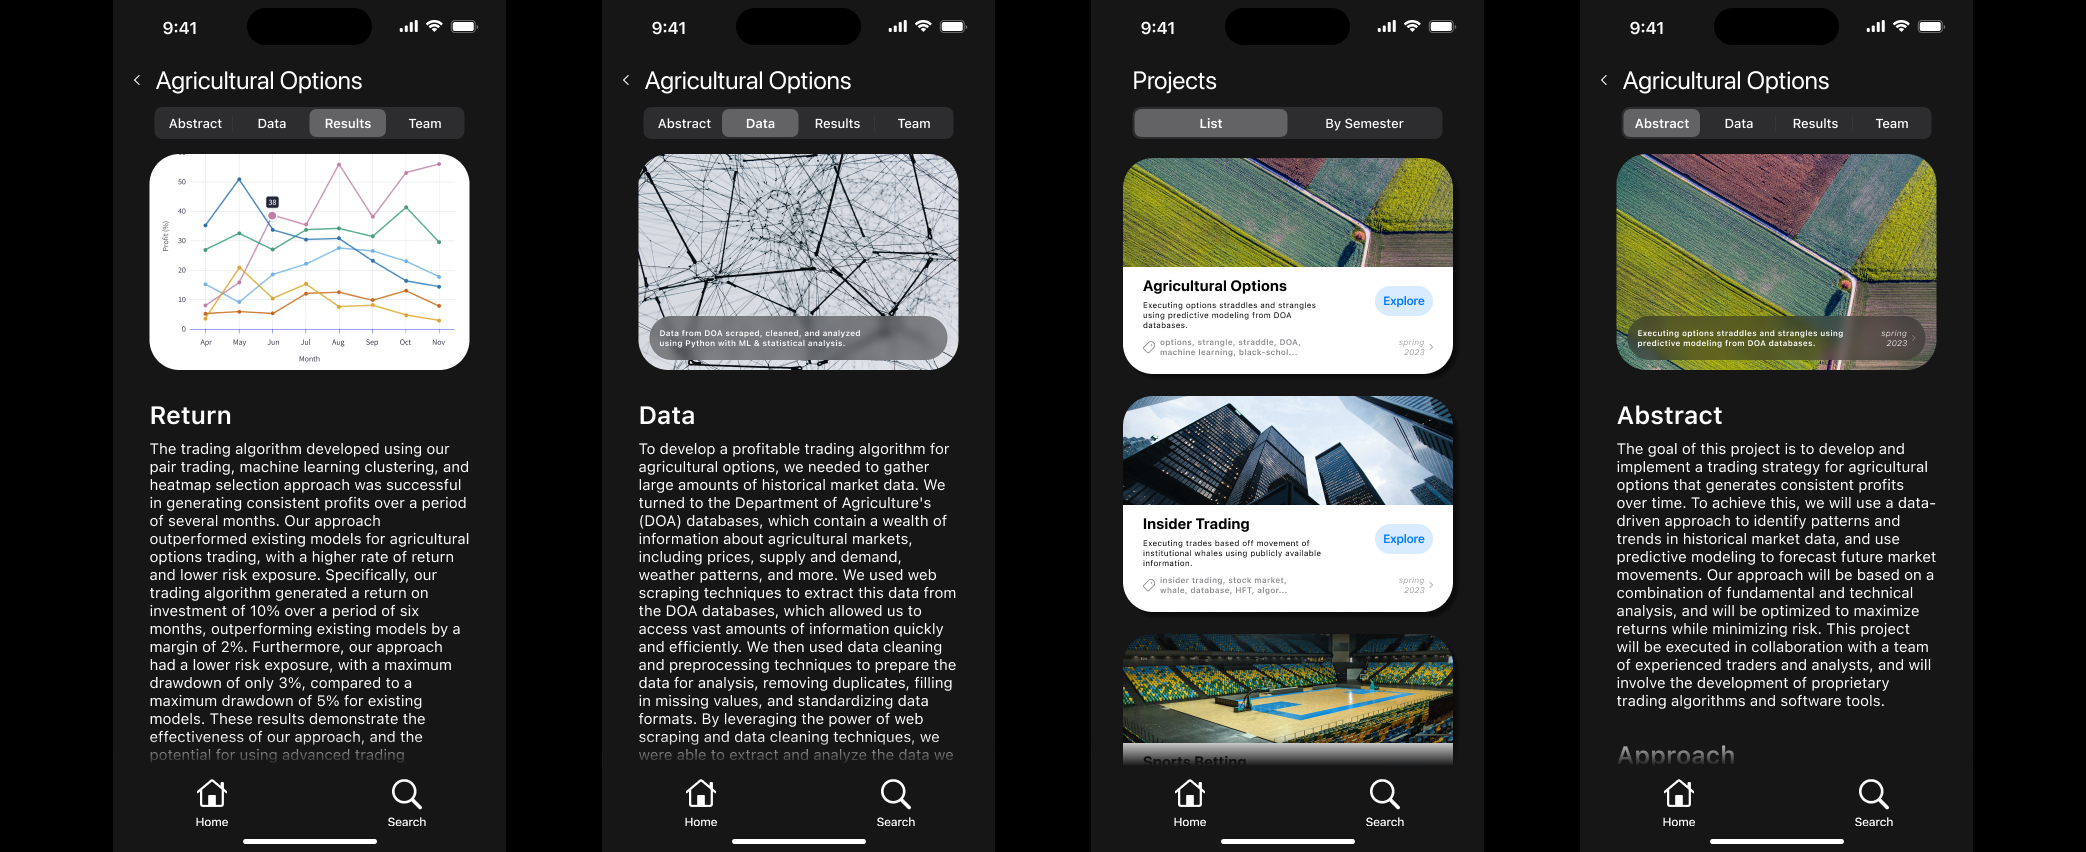 9:41
Agricultural Options
Abstract Data Results Team
50
40
30
20
10
0
38
Profit (%)
Apr May Jun Jul Aug Sep Oct Nov
Month
Return
The trading algorithm developed using our
pair trading, machine learning clustering, and
heatmap selection approach was successful
in generating consistent profits over a period
of several months. Our approach
outperformed existing models for agricultural
options trading, with a higher rate of return
and lower risk exposure. Specifically, our
trading algorithm generated a return on
investment of 10% over a period of six
months, outperforming existing models by a
margin of 2%. Furthermore, our approach
had a lower risk exposure, with a maximum
drawdown of only 3%, compared to a
maximum drawdown of 5% for existing
models. These results demonstrate the
effectiveness of our approach, and the
potential for using advanced trading
Home Search
9:41
Agricultural Options
Abstract Data Results Team
Data from DOA scraped, cleaned, and analyzed
using Python with ML & statistical analysis.
Data
To develop a profitable trading algorithm for
agricultural options, we needed to gather
large amounts of historical market data. We
turned to the Department of Agriculture's
(DOA) databases, which contain a wealth of
information about agricultural markets,
including prices, supply and demand,
weather patterns, and more. We used web
scraping techniques to extract this data from
the DOA databases, which allowed us to
access vast amounts of information quickly
and efficiently. We then used data cleaning
and preprocessing techniques to prepare the
data for analysis, removing duplicates, filling
in missing values, and standardizing data
formats. By leveraging the power of web
scraping and data cleaning techniques, we
were able to extract and analyze the data we
Home Search
9:41
Projects
List By Semester
Agricultural Options
Executing options straddles and strangles
using predictive modeling from DOA
databases.
Explore
options, strangle, straddle, DOA,
machine learning, black-schol...
spring
2023
Insider Trading
Executing trades based off movement of
institutional whales using publicly available
information.
Explore
insider trading, stock market,
whale, database, HFT, algor...
spring
2023
Sports Betting
Home Search
9:41
Agricultural Options
Abstract Data Results Team
Executing options straddles and strangles using
predictive modeling from DOA databases.
spring
2023
Abstract
The goal of this project is to develop and
implement a trading strategy for agricultural
options that generates consistent profits
over time. To achieve this, we will use a data-
driven approach to identify patterns and
trends in historical market data, and use
predictive modeling to forecast future market
movements. Our approach will be based on a
combination of fundamental and technical
analysis, and will be optimized to maximize
returns while minimizing risk. This project
will be executed in collaboration with a team
of experienced traders and analysts, and will
involve the development of proprietary
trading algorithms and software tools.
Approach
Home Search